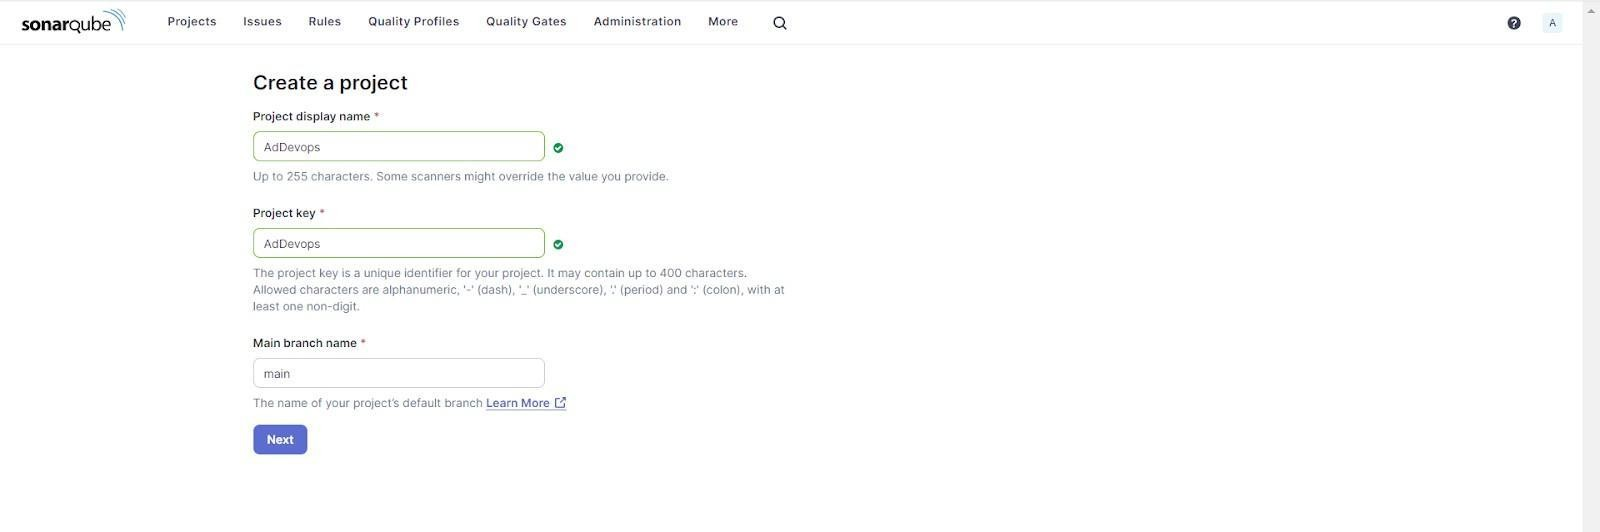 sonarqube Projects Issues Rules Quality Profiles Quality Gates Administration More ? A
Create a project
Project display name *
AdDevops
Up to 255 characters. Some scanners might override the value you provide.
Project key *
AdDevops
The project key is a unique identifier for your project. It may contain up to 400 characters.
Allowed characters are alphanumeric, '-' (dash), '_' (underscore), '.' (period) and ':' (colon), with at
least one non-digit.
Main branch name *
main
The name of your project's default branch Learn More
Next